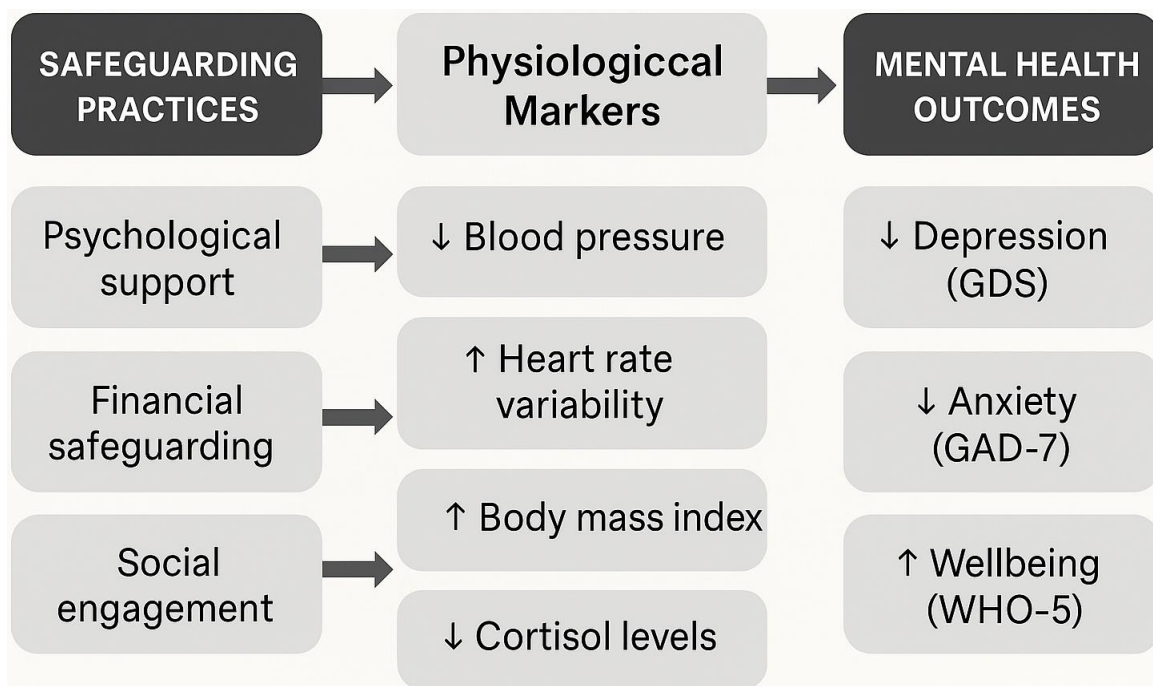 SAFEGUARDING
PRACTICES
Physiologiccal
Markers
MENTAL HEALTH
OUTCOMES
Psychological
support
↓ Blood pressure
↓ Depression
(GDS)
Financial
safeguarding
↑ Heart rate
variability
↓ Anxiety
(GAD-7)
Social
engagement
↑ Body mass index
↓ Cortisol levels
↑ Wellbeing
(WHO-5)